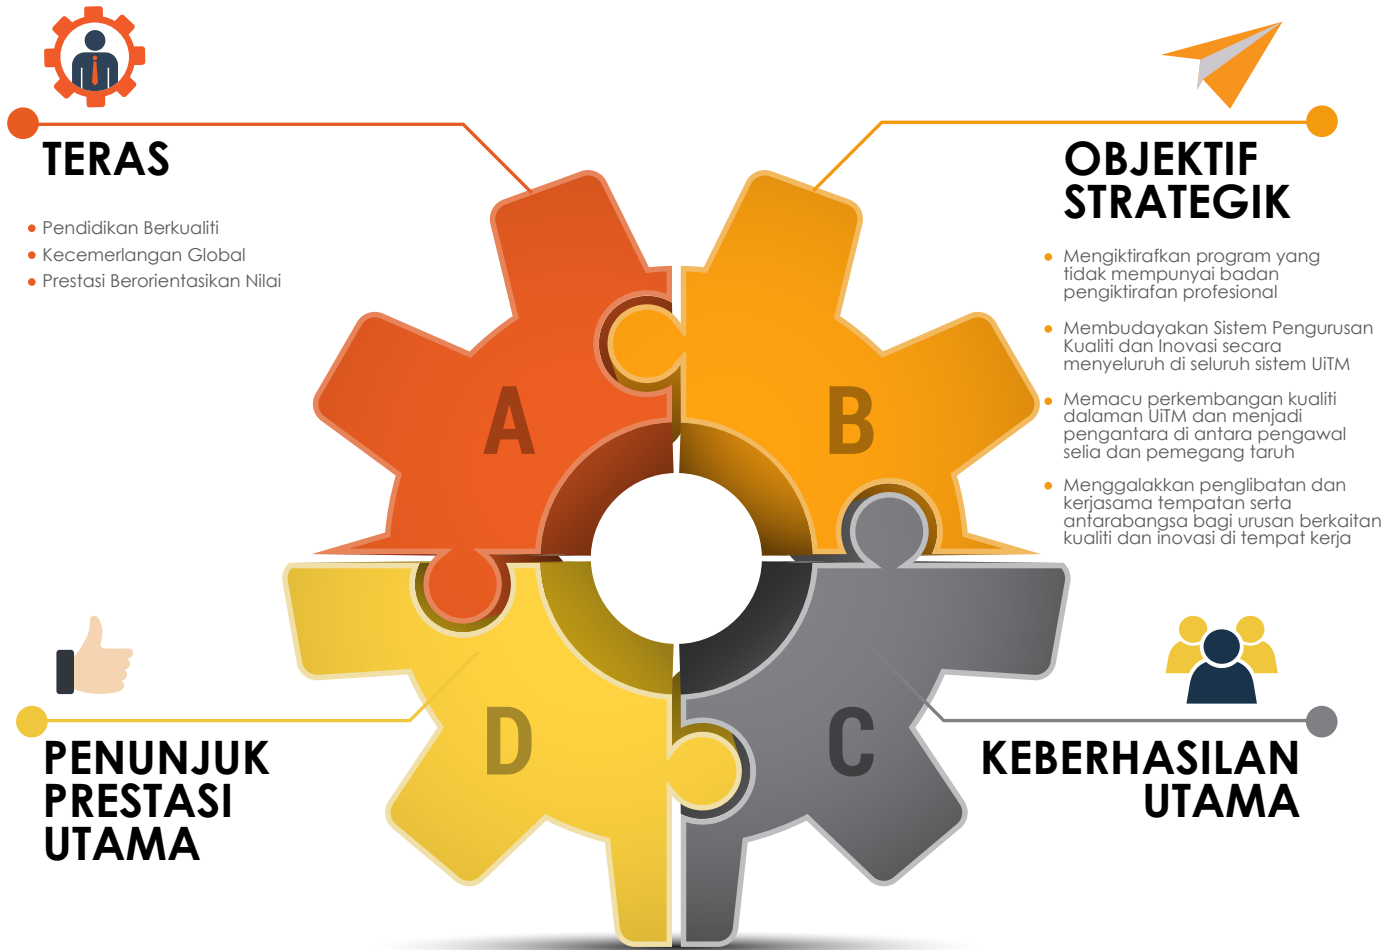 TERAS
Pendidikan Berkualiti
Kecemerlangan Global
Prestasi Berorientasikan Nilai
OBJEKTIF
STRATEGIK
Mengiktirafkan program yang
tidak mempunyai badan
pengiktirafan profesional
Membudayakan Sistem Pengurusan
Kualiti dan Inovasi secara
menyeluruh di seluruh sistem UiTM
Memacu perkembangan kualiti
dalaman UiTM dan menjadi
pengantara di antara pengawal
selia dan pemegang taruh
Menggalakkan penglibatan dan
kerjasama tempatan serta
antarabangsa bagi urusan berkaitan
kualiti dan inovasi di tempat kerja
A
B
D
C
PENUNJUK
PRESTASI
UTAMA
KEBERHASILAN
UTAMA